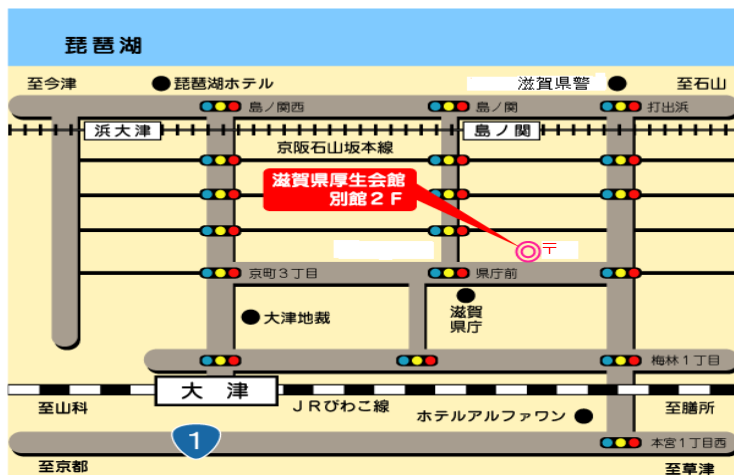 琵琶湖
至今津
琵琶湖ホテル
滋賀県警
至石山
島ノ関西
島ノ関
打出浜
浜大津
島ノ関
京阪石山坂本線
滋賀県厚生会館
別館２Ｆ
〒
京町３丁目
県庁前
大津地裁
滋賀
県庁
梅林１丁目
大津
至山科
ＪＲびわこ線
ホテルアルファワン
至膳所
1
本宮１丁目西
至京都
至草津